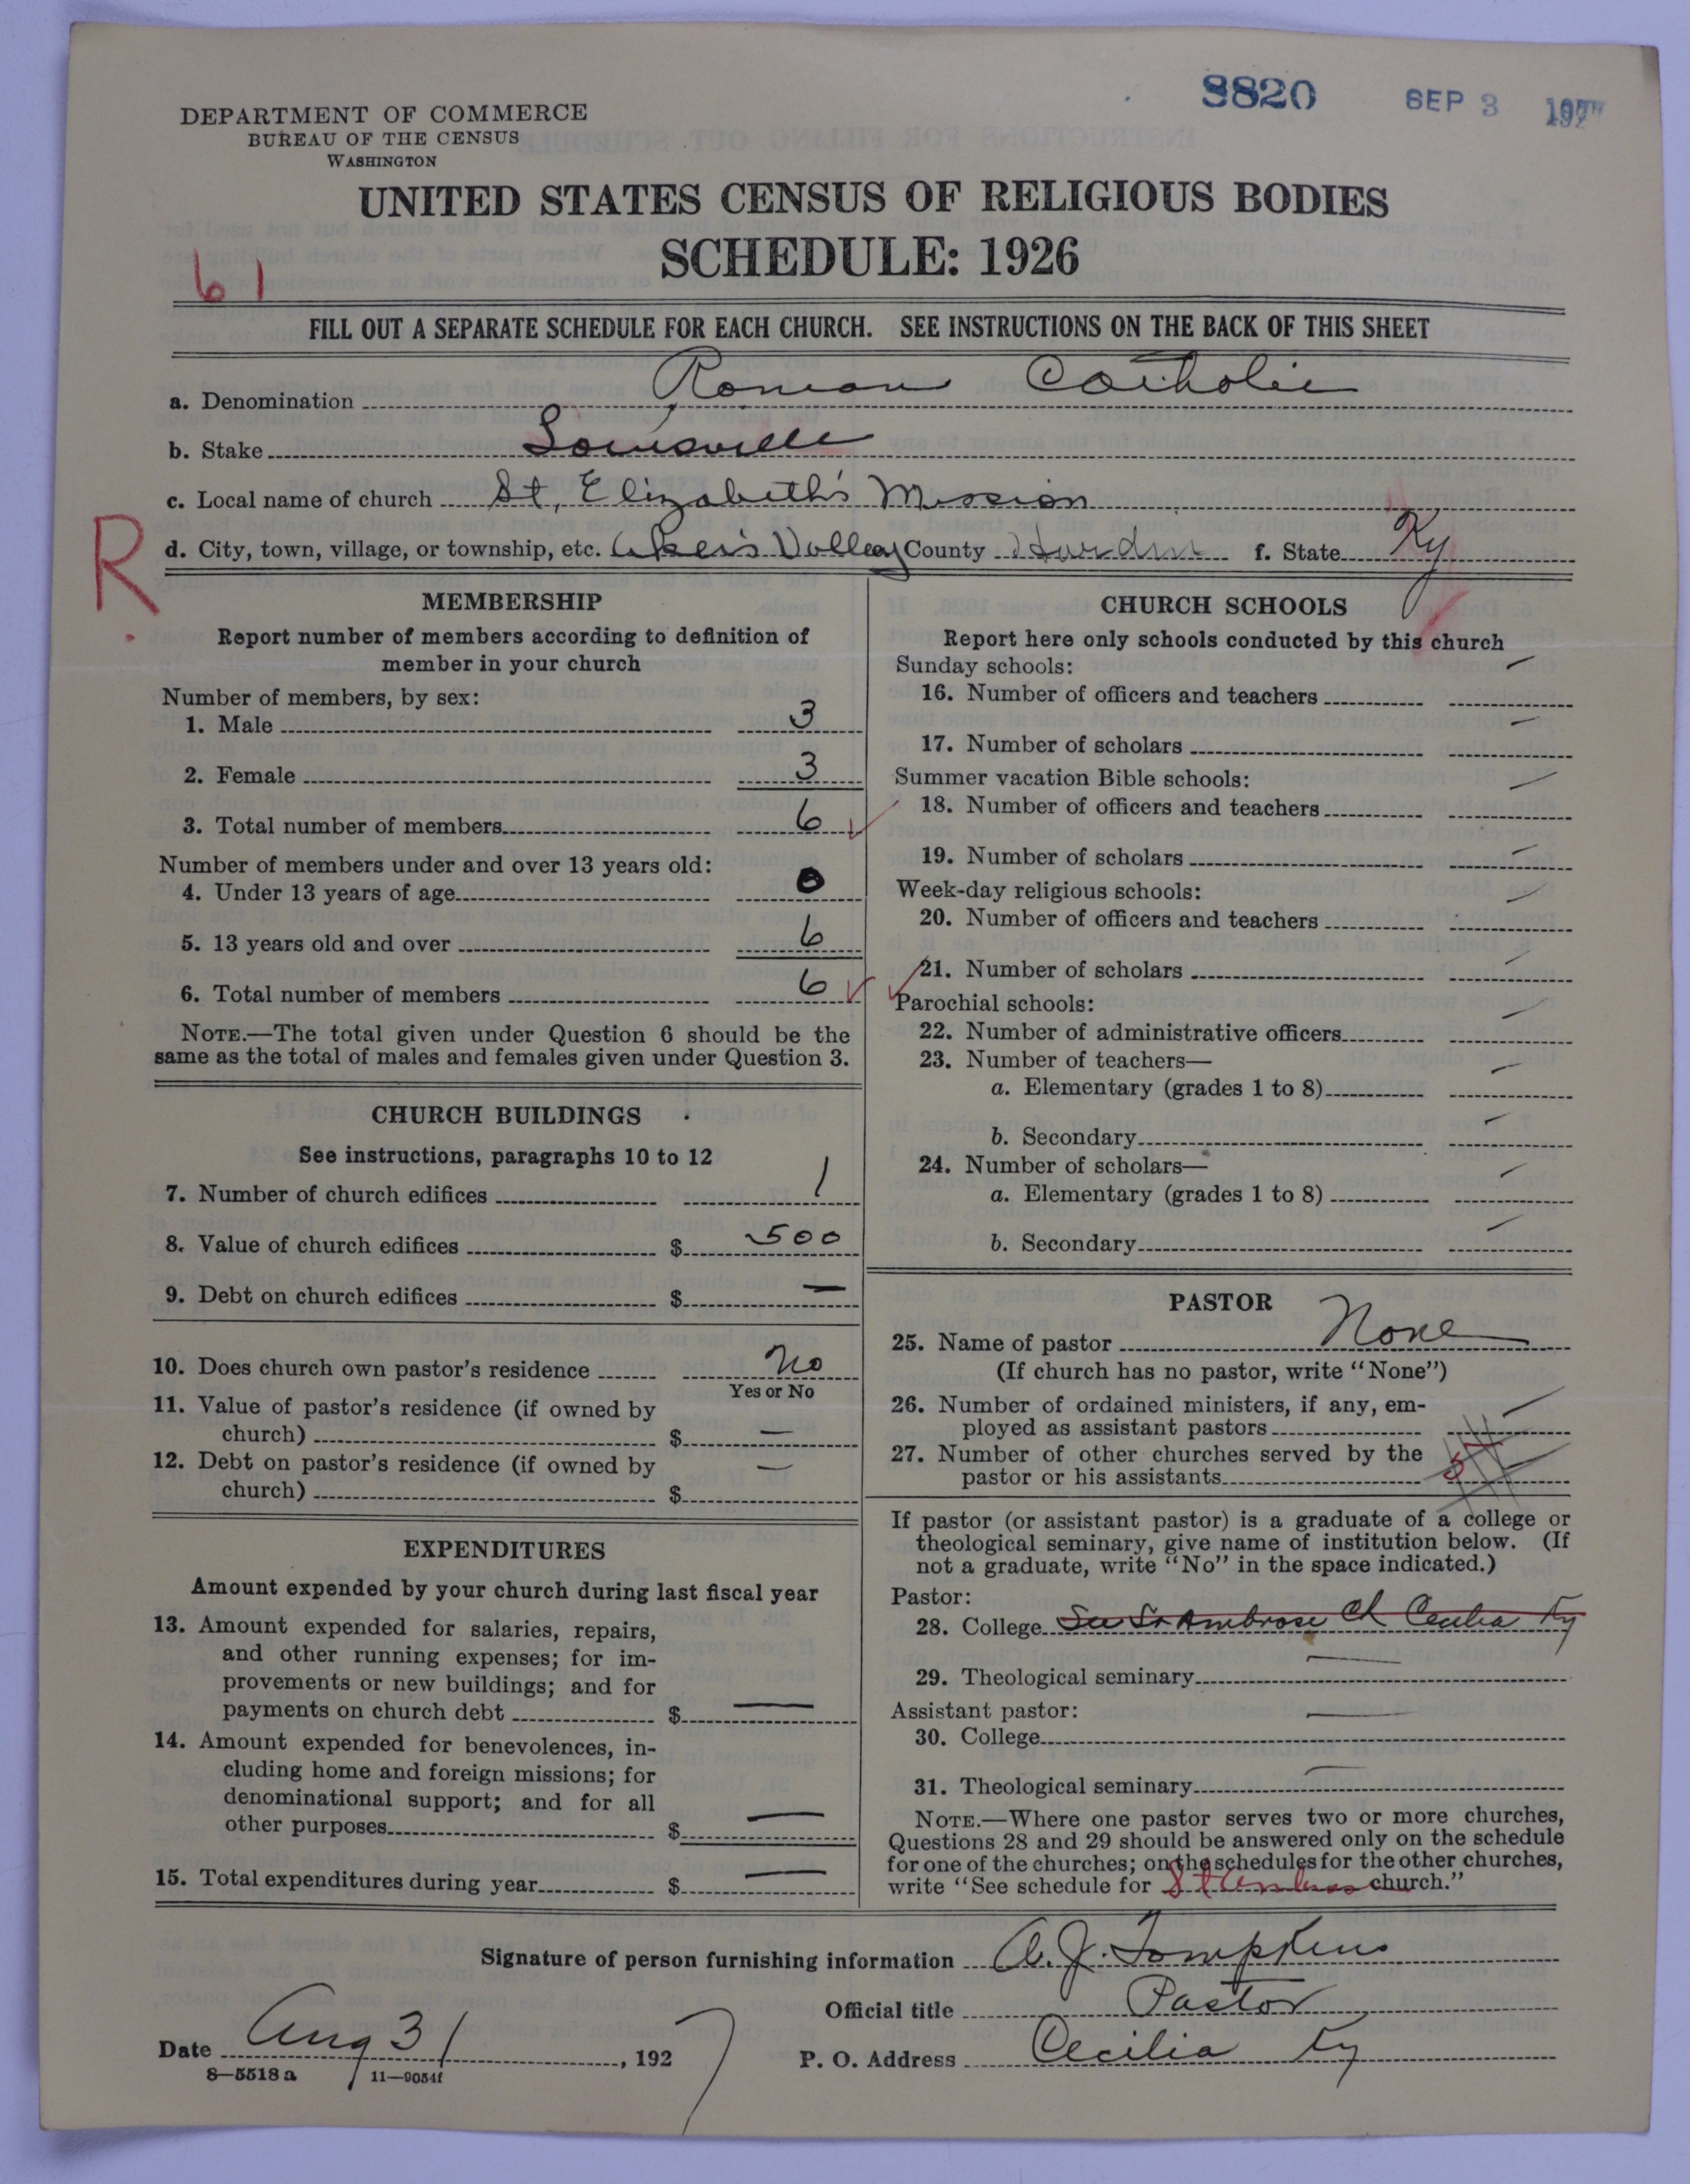 8820 SEP 3 1927
DEPARTMENT OF COMMERCE
BUREAU OF THE CENSUS
WASHINGTON
UNITED STATES CENSUS OF RELIGIOUS BODIES
SCHEDULE: 1926
61
FILL OUT A SEPARATE SCHEDULE FOR EACH CHURCH. SEE INSTRUCTIONS ON THE BACK OF THIS SHEET
a. Denomination Roman Catholic
b. Stake Louisville
c. Local name of church St. Elizabeth's Mission
R
d. City, town, village, or township, etc. Valley County Hardin f. State Ky
MEMBERSHIP
Report number of members according to definition of
member in your church
Number of members, by sex:
1. Male 3
2. Female 3
3. Total number of members 6
Number of members under and over 13 years old:
4. Under 13 years of age 0
5. 13 years old and over 6
6. Total number of members 6
NOTE.—The total given under Question 6 should be the
same as the total of males and females given under Question 3.
CHURCH BUILDINGS
See instructions, paragraphs 10 to 12
7. Number of church edifices 1
8. Value of church edifices $ 500
9. Debt on church edifices $ —
10. Does church own pastor's residence No
Yes or No
11. Value of pastor's residence (if owned by
church) $ —
12. Debt on pastor's residence (if owned by
church) $ —
EXPENDITURES
Amount expended by your church during last fiscal year
13. Amount expended for salaries, repairs,
and other running expenses; for im-
provements or new buildings; and for
payments on church debt $ —
14. Amount expended for benevolences, in-
cluding home and foreign missions; for
denominational support; and for all
other purposes $ —
15. Total expenditures during year $ —
CHURCH SCHOOLS
Report here only schools conducted by this church
Sunday schools:
16. Number of officers and teachers —
17. Number of scholars —
Summer vacation Bible schools:
18. Number of officers and teachers —
19. Number of scholars —
Week-day religious schools:
20. Number of officers and teachers —
21. Number of scholars —
Parochial schools:
22. Number of administrative officers —
23. Number of teachers—
a. Elementary (grades 1 to 8) —
b. Secondary —
24. Number of scholars—
a. Elementary (grades 1 to 8) —
b. Secondary —
PASTOR
25. Name of pastor None
(If church has no pastor, write "None")
26. Number of ordained ministers, if any, em-
ployed as assistant pastors —
27. Number of other churches served by the
pastor or his assistants 5 —
If pastor (or assistant pastor) is a graduate of a college or
theological seminary, give name of institution below. (If
not a graduate, write "No" in the space indicated.)
Pastor:
28. College See St Ambrose Ch Cecilia Ky
29. Theological seminary —
Assistant pastor:
30. College —
31. Theological seminary —
NOTE.—Where one pastor serves two or more churches,
Questions 28 and 29 should be answered only on the schedule
for one of the churches; on the schedules for the other churches,
write "See schedule for St Ambrose church."
Signature of person furnishing information A. J. Tompkins
Official title Pastor
Date Aug 31, 1927 P. O. Address Cecilia Ky
8—5518 a 11—9054f